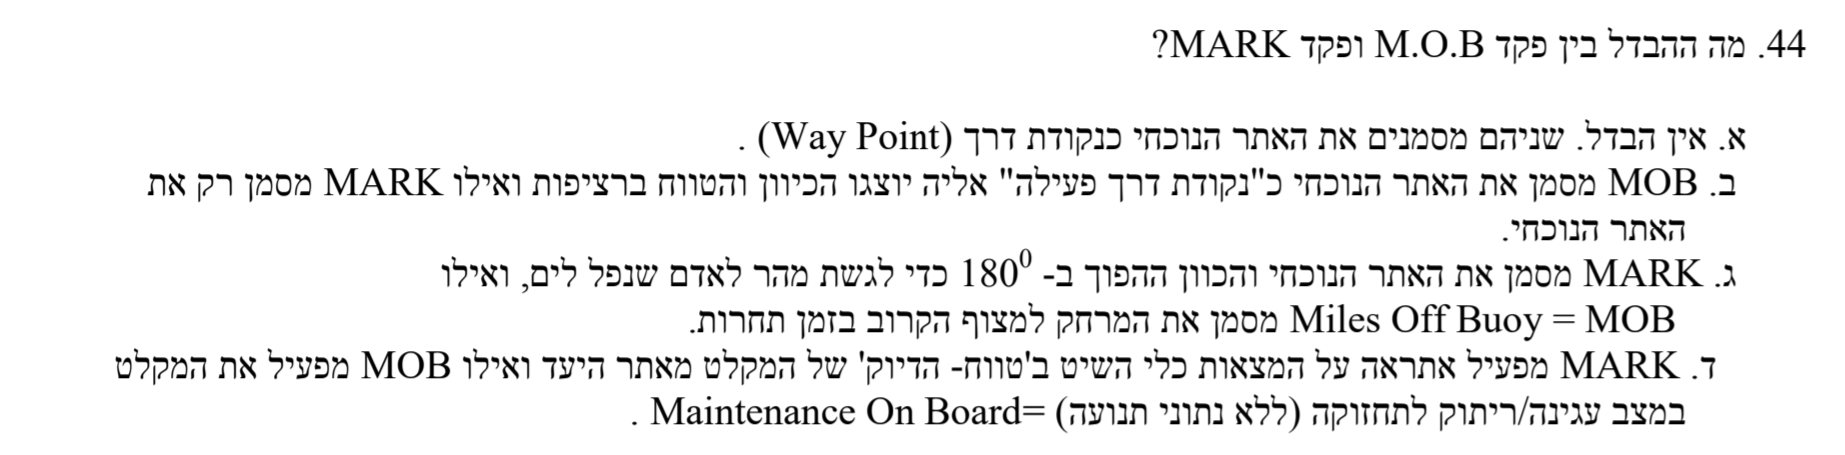 44. מה ההבדל בין פקד M.O.B ופקד MARK?
א. אין הבדל. שניהם מסמנים את האתר הנוכחי כנקודת דרך (Way Point) .
ב. MOB מסמן את האתר הנוכחי כ"נקודת דרך פעילה" אליה יוצגו הכיוון והטווח ברציפות ואילו MARK מסמן רק את
האתר הנוכחי.
ג. MARK מסמן את האתר הנוכחי והכוון ההפוך ב- 180⁰ כדי לגשת מהר לאדם שנפל לים, ואילו
Miles Off Buoy = MOB מסמן את המרחק למצוף הקרוב בזמן תחרות.
ד. MARK מפעיל אתראה על המצאות כלי השיט ב'טווח- הדיוק' של המקלט מאתר היעד ואילו MOB מפעיל את המקלט
במצב עגינה/ריתוק לתחזוקה (ללא נתוני תנועה) =Maintenance On Board .